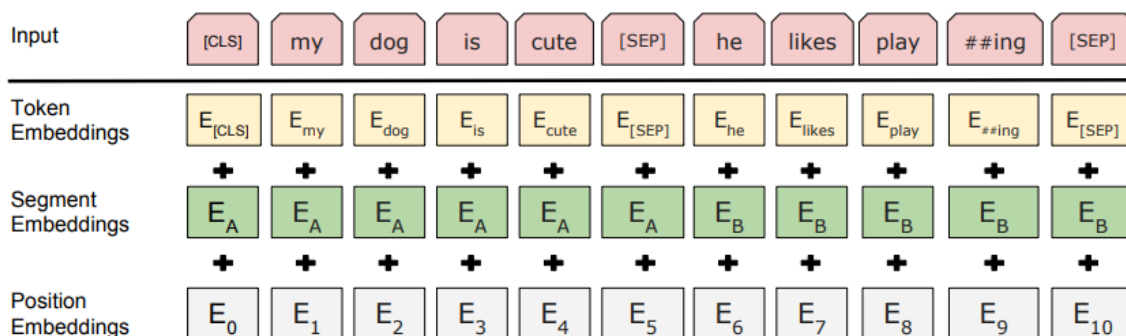 Input [CLS] my dog is cute [SEP] he likes play ##ing [SEP]
Token Embeddings E[CLS] Emy Edog Eis Ecute E[SEP] Ehe Elikes Eplay E##ing E[SEP]
+ + + + + + + + + + +
Segment Embeddings EA EA EA EA EA EA EB EB EB EB EB
+ + + + + + + + + + +
Position Embeddings E0 E1 E2 E3 E4 E5 E6 E7 E8 E9 E10